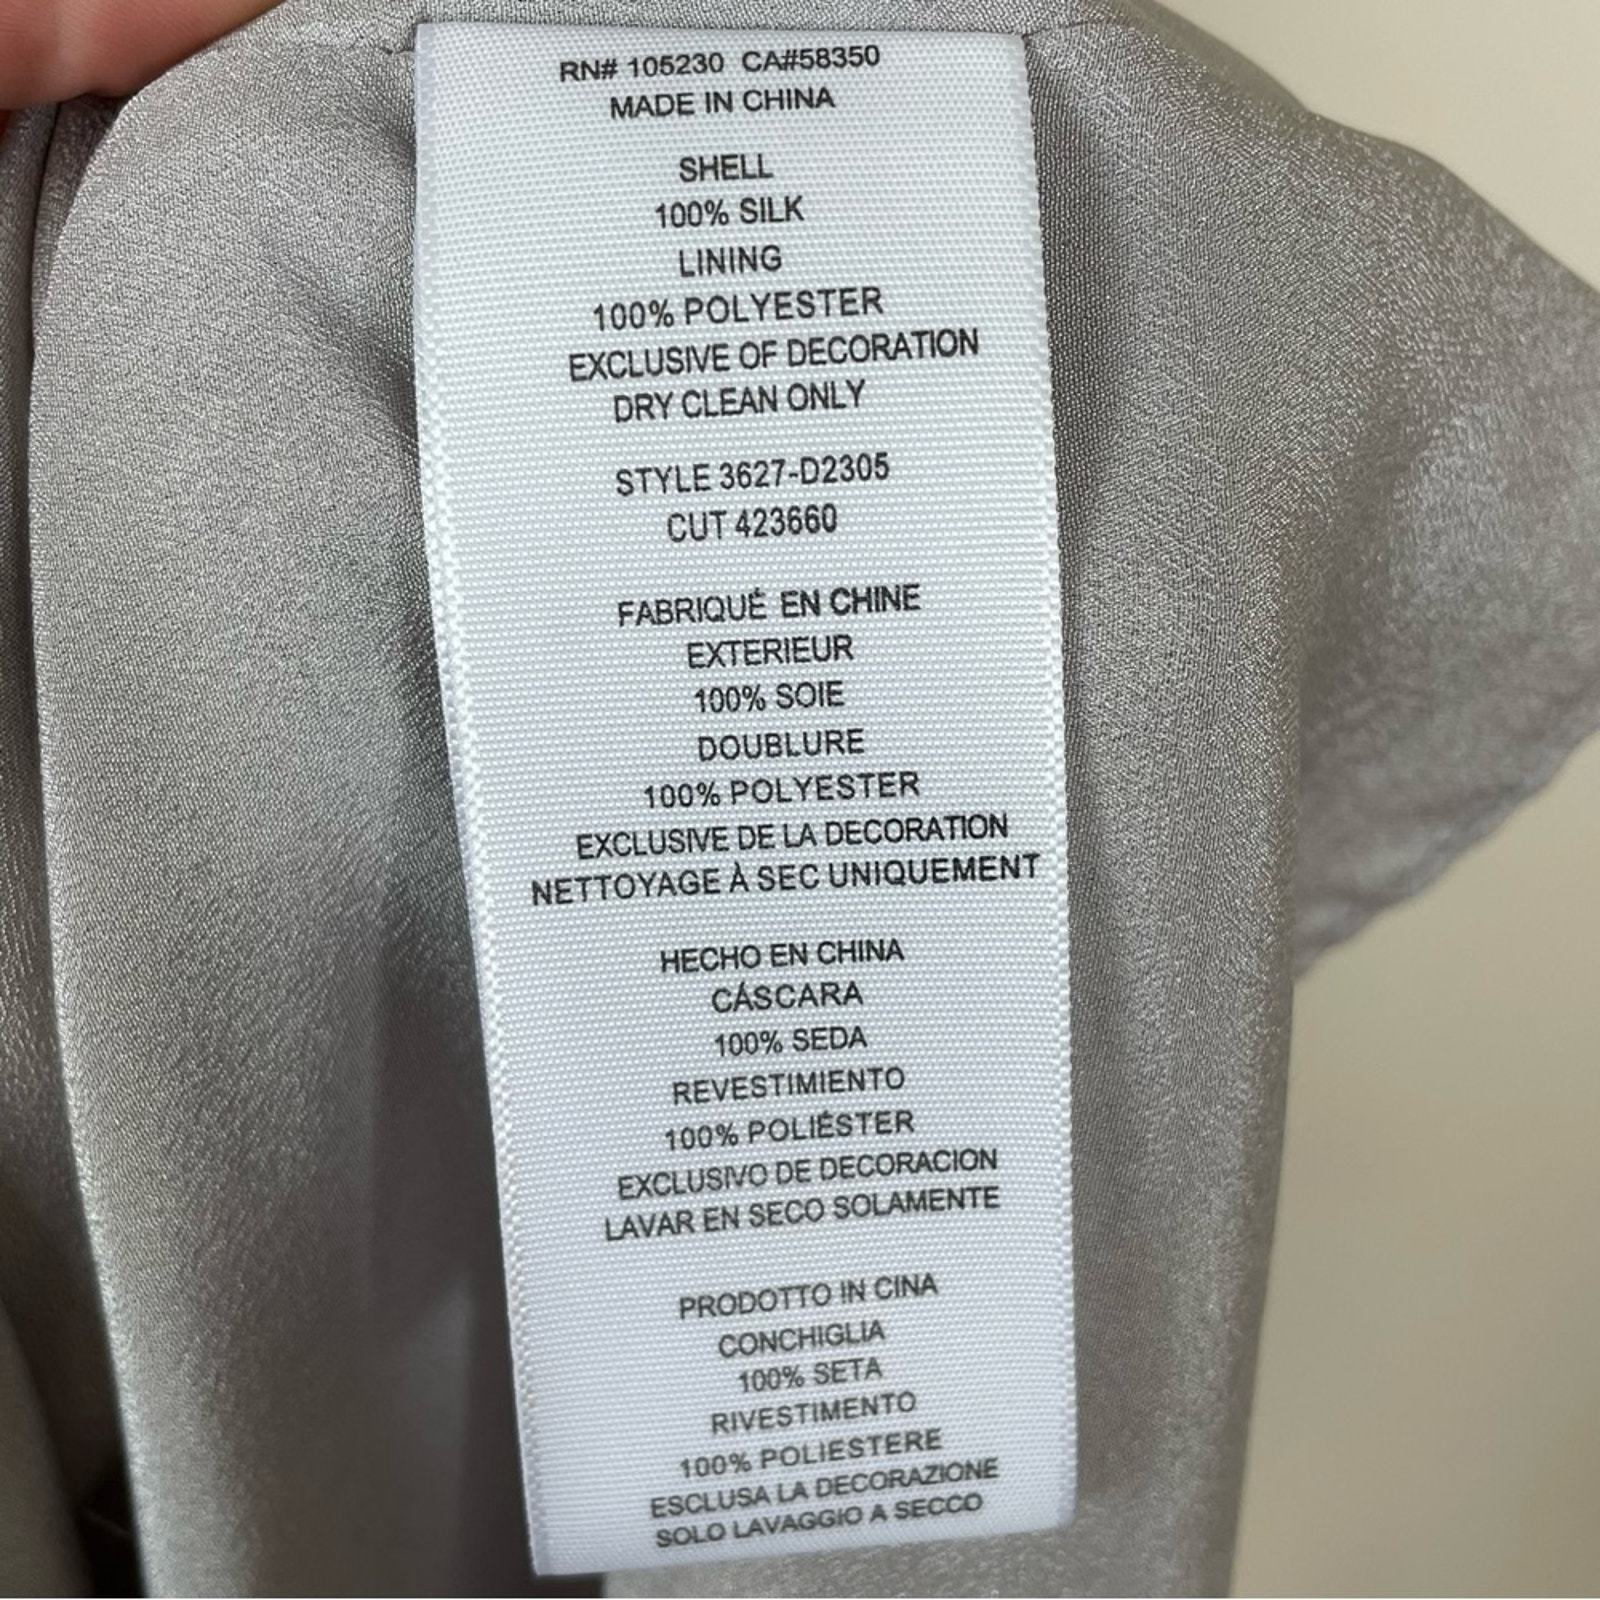 RN# 105230 CA#58350
MADE IN CHINA
SHELL
100% SILK
LINING
100% POLYESTER
EXCLUSIVE OF DECORATION
DRY CLEAN ONLY
STYLE 3627-D2305
CUT 423660
FABRIQUÉ EN CHINE
EXTERIEUR
100% SOIE
DOUBLURE
100% POLYESTER
EXCLUSIVE DE LA DECORATION
NETTOYAGE À SEC UNIQUEMENT
HECHO EN CHINA
CÁSCARA
100% SEDA
REVESTIMIENTO
100% POLIÉSTER
EXCLUSIVO DE DECORACION
LAVAR EN SECO SOLAMENTE
PRODOTTO IN CINA
CONCHIGLIA
100% SETA
RIVESTIMENTO
100% POLIESTERE
ESCLUSA LA DECORAZIONE
SOLO LAVAGGIO A SECCO